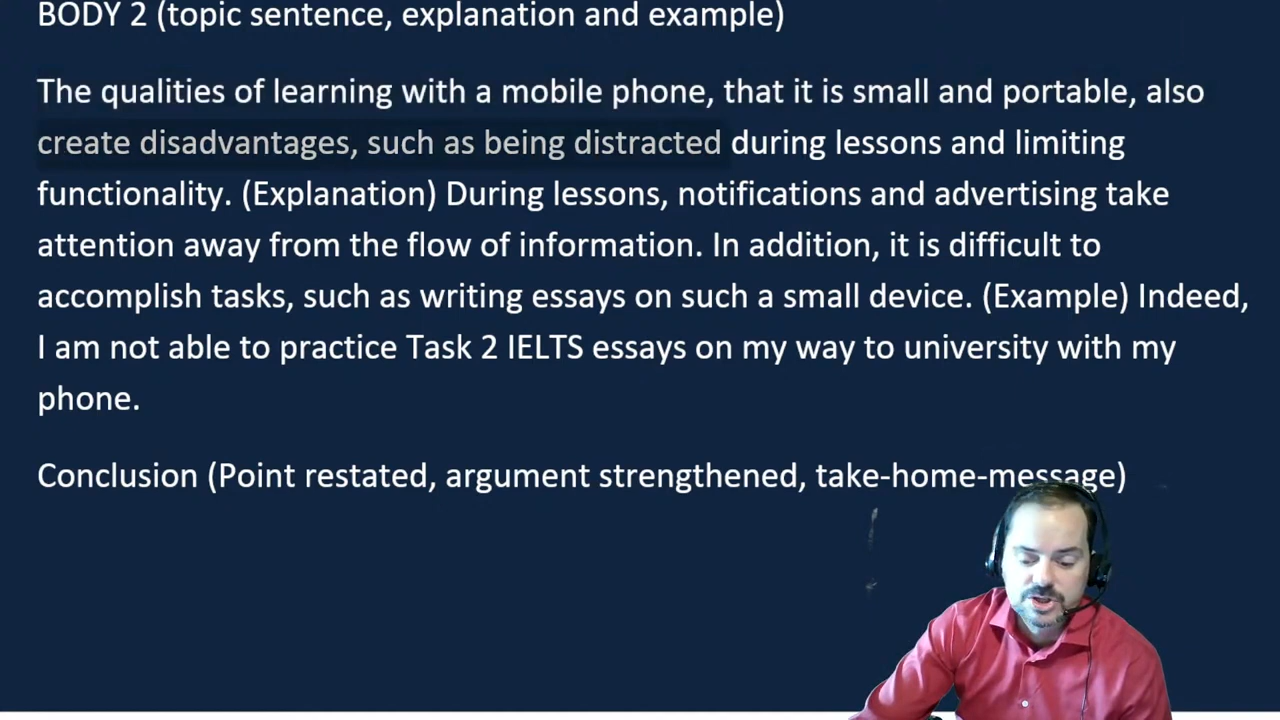 BODY 2 (topic sentence, explanation and example)
The qualities of learning with a mobile phone, that it is small and portable, also
create disadvantages, such as being distracted during lessons and limiting
functionality. (Explanation) During lessons, notifications and advertising take
attention away from the flow of information. In addition, it is difficult to
accomplish tasks, such as writing essays on such a small device. (Example) Indeed,
I am not able to practice Task 2 IELTS essays on my way to university with my
phone.
Conclusion (Point restated, argument strengthened, take-home-message)